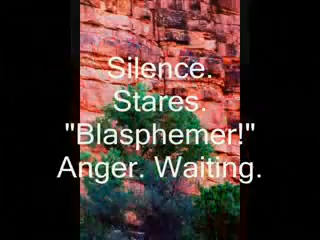 Silence.
Stares.
"Blasphemer!"
Anger. Waiting.